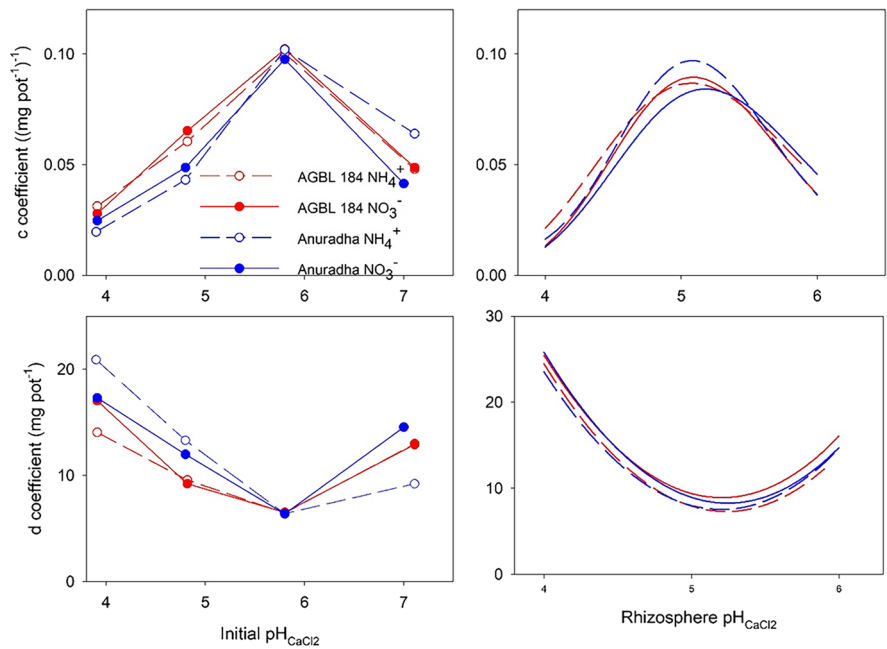 0.10
0.05
0.00
c coefficient ((mg pot⁻¹)⁻¹)
AGBL 184 NH₄⁺
AGBL 184 NO₃⁻
Anuradha NH₄⁺
Anuradha NO₃⁻
4 5 6 7
0.10
0.05
0.00
4 5 6
20
10
0
d coefficient (mg pot⁻¹)
4 5 6 7
Initial pH_CaCl2
30
20
10
0
4 5 6
Rhizosphere pH_CaCl2